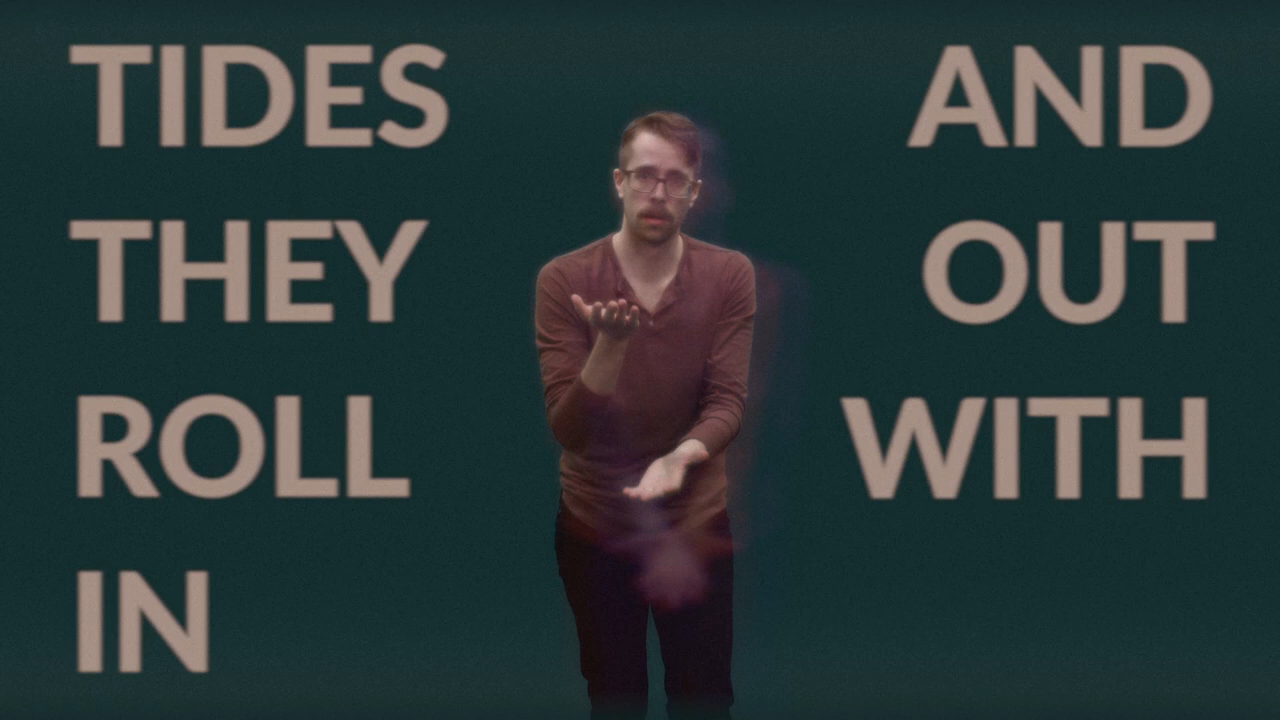 TIDES
THEY
ROLL
IN
AND
OUT
WITH